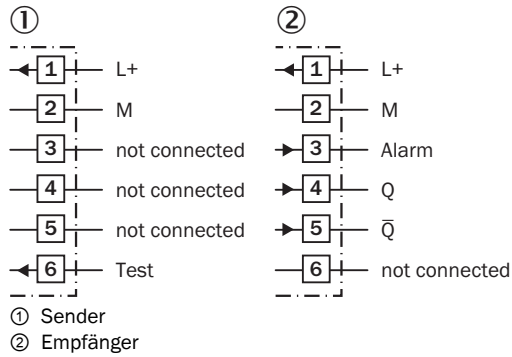 ① ②
1 L+ 1 L+
2 M 2 M
3 not connected 3 Alarm
4 not connected 4 Q
5 not connected 5 Q̅
6 Test 6 not connected
① Sender
② Empfänger